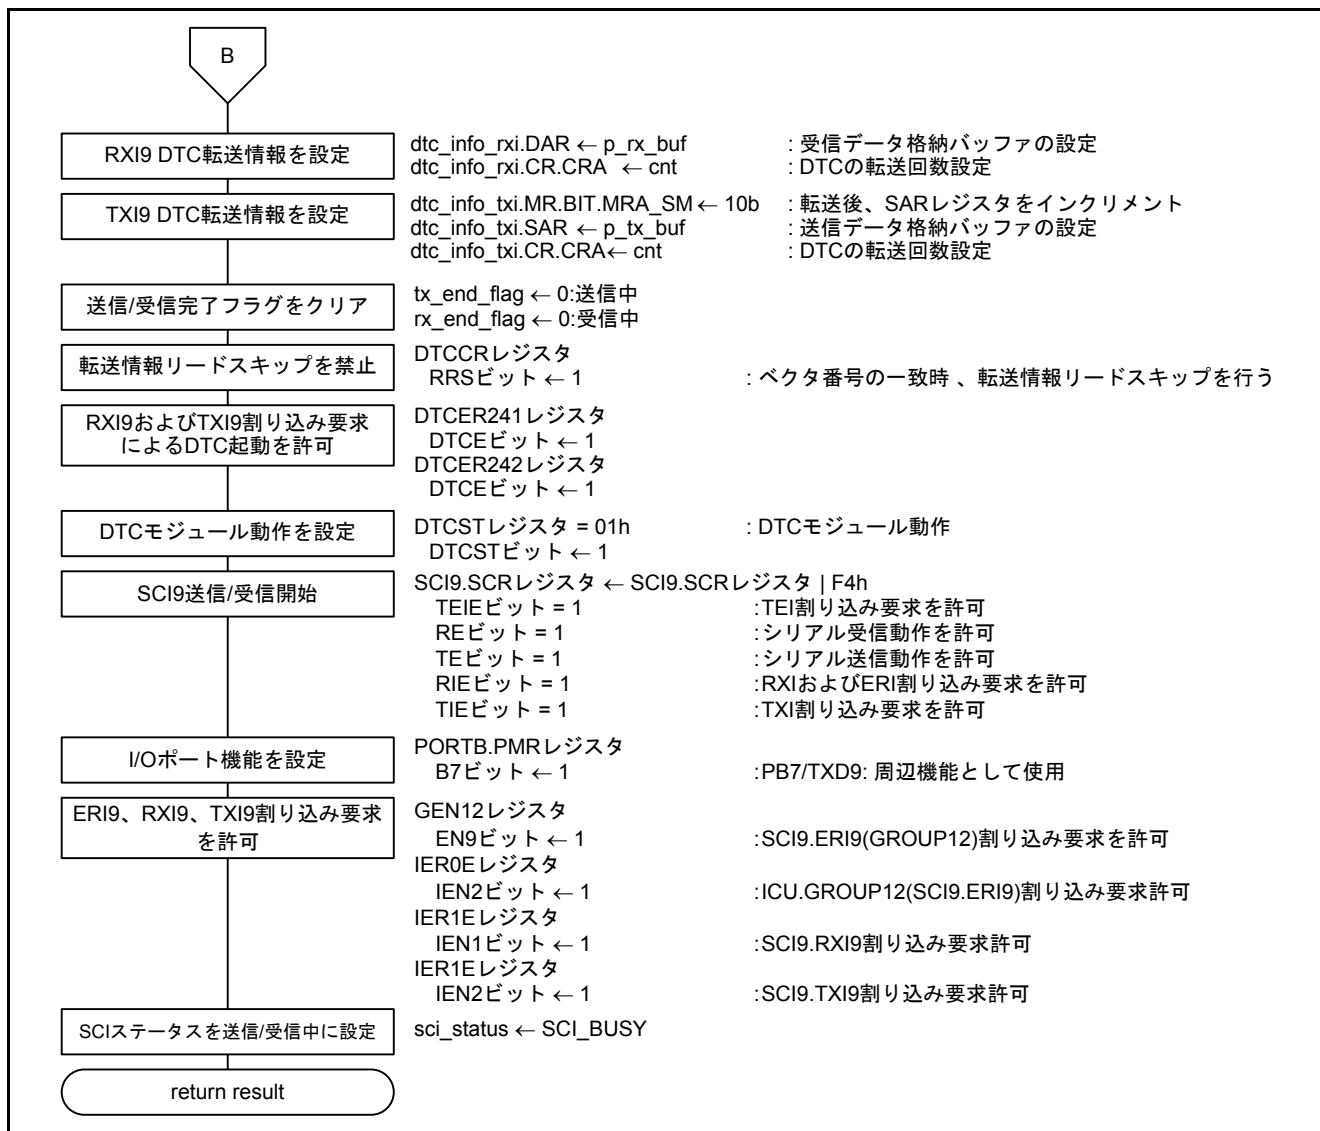 B
RXI9 DTC転送情報を設定
dtc_info_rxi.DAR ← p_rx_buf : 受信データ格納バッファの設定
dtc_info_rxi.CR.CRA ← cnt : DTCの転送回数設定
TXI9 DTC転送情報を設定
dtc_info_txi.MR.BIT.MRA_SM ← 10b : 転送後、SARレジスタをインクリメント
dtc_info_txi.SAR ← p_tx_buf : 送信データ格納バッファの設定
dtc_info_txi.CR.CRA← cnt : DTCの転送回数設定
送信/受信完了フラグをクリア
tx_end_flag ← 0:送信中
rx_end_flag ← 0:受信中
転送情報リードスキップを禁止
DTCCRレジスタ
RRSビット ← 1 : ベクタ番号の一致時 、転送情報リードスキップを行う
RXI9およびTXI9割り込み要求
によるDTC起動を許可
DTCER241レジスタ
DTCEビット ← 1
DTCER242レジスタ
DTCEビット ← 1
DTCモジュール動作を設定
DTCSTレジスタ = 01h : DTCモジュール動作
DTCSTビット ← 1
SCI9送信/受信開始
SCI9.SCRレジスタ ← SCI9.SCRレジスタ | F4h
TEIEビット = 1 :TEI割り込み要求を許可
REビット = 1 :シリアル受信動作を許可
TEビット = 1 :シリアル送信動作を許可
RIEビット = 1 :RXIおよびERI割り込み要求を許可
TIEビット = 1 :TXI割り込み要求を許可
I/Oポート機能を設定
PORTB.PMRレジスタ
B7ビット ← 1 :PB7/TXD9: 周辺機能として使用
ERI9、RXI9、TXI9割り込み要求
を許可
GEN12レジスタ
EN9ビット ← 1 :SCI9.ERI9(GROUP12)割り込み要求を許可
IER0Eレジスタ
IEN2ビット ← 1 :ICU.GROUP12(SCI9.ERI9)割り込み要求許可
IER1Eレジスタ
IEN1ビット ← 1 :SCI9.RXI9割り込み要求許可
IER1Eレジスタ
IEN2ビット ← 1 :SCI9.TXI9割り込み要求許可
SCIステータスを送信/受信中に設定
sci_status ← SCI_BUSY
return result